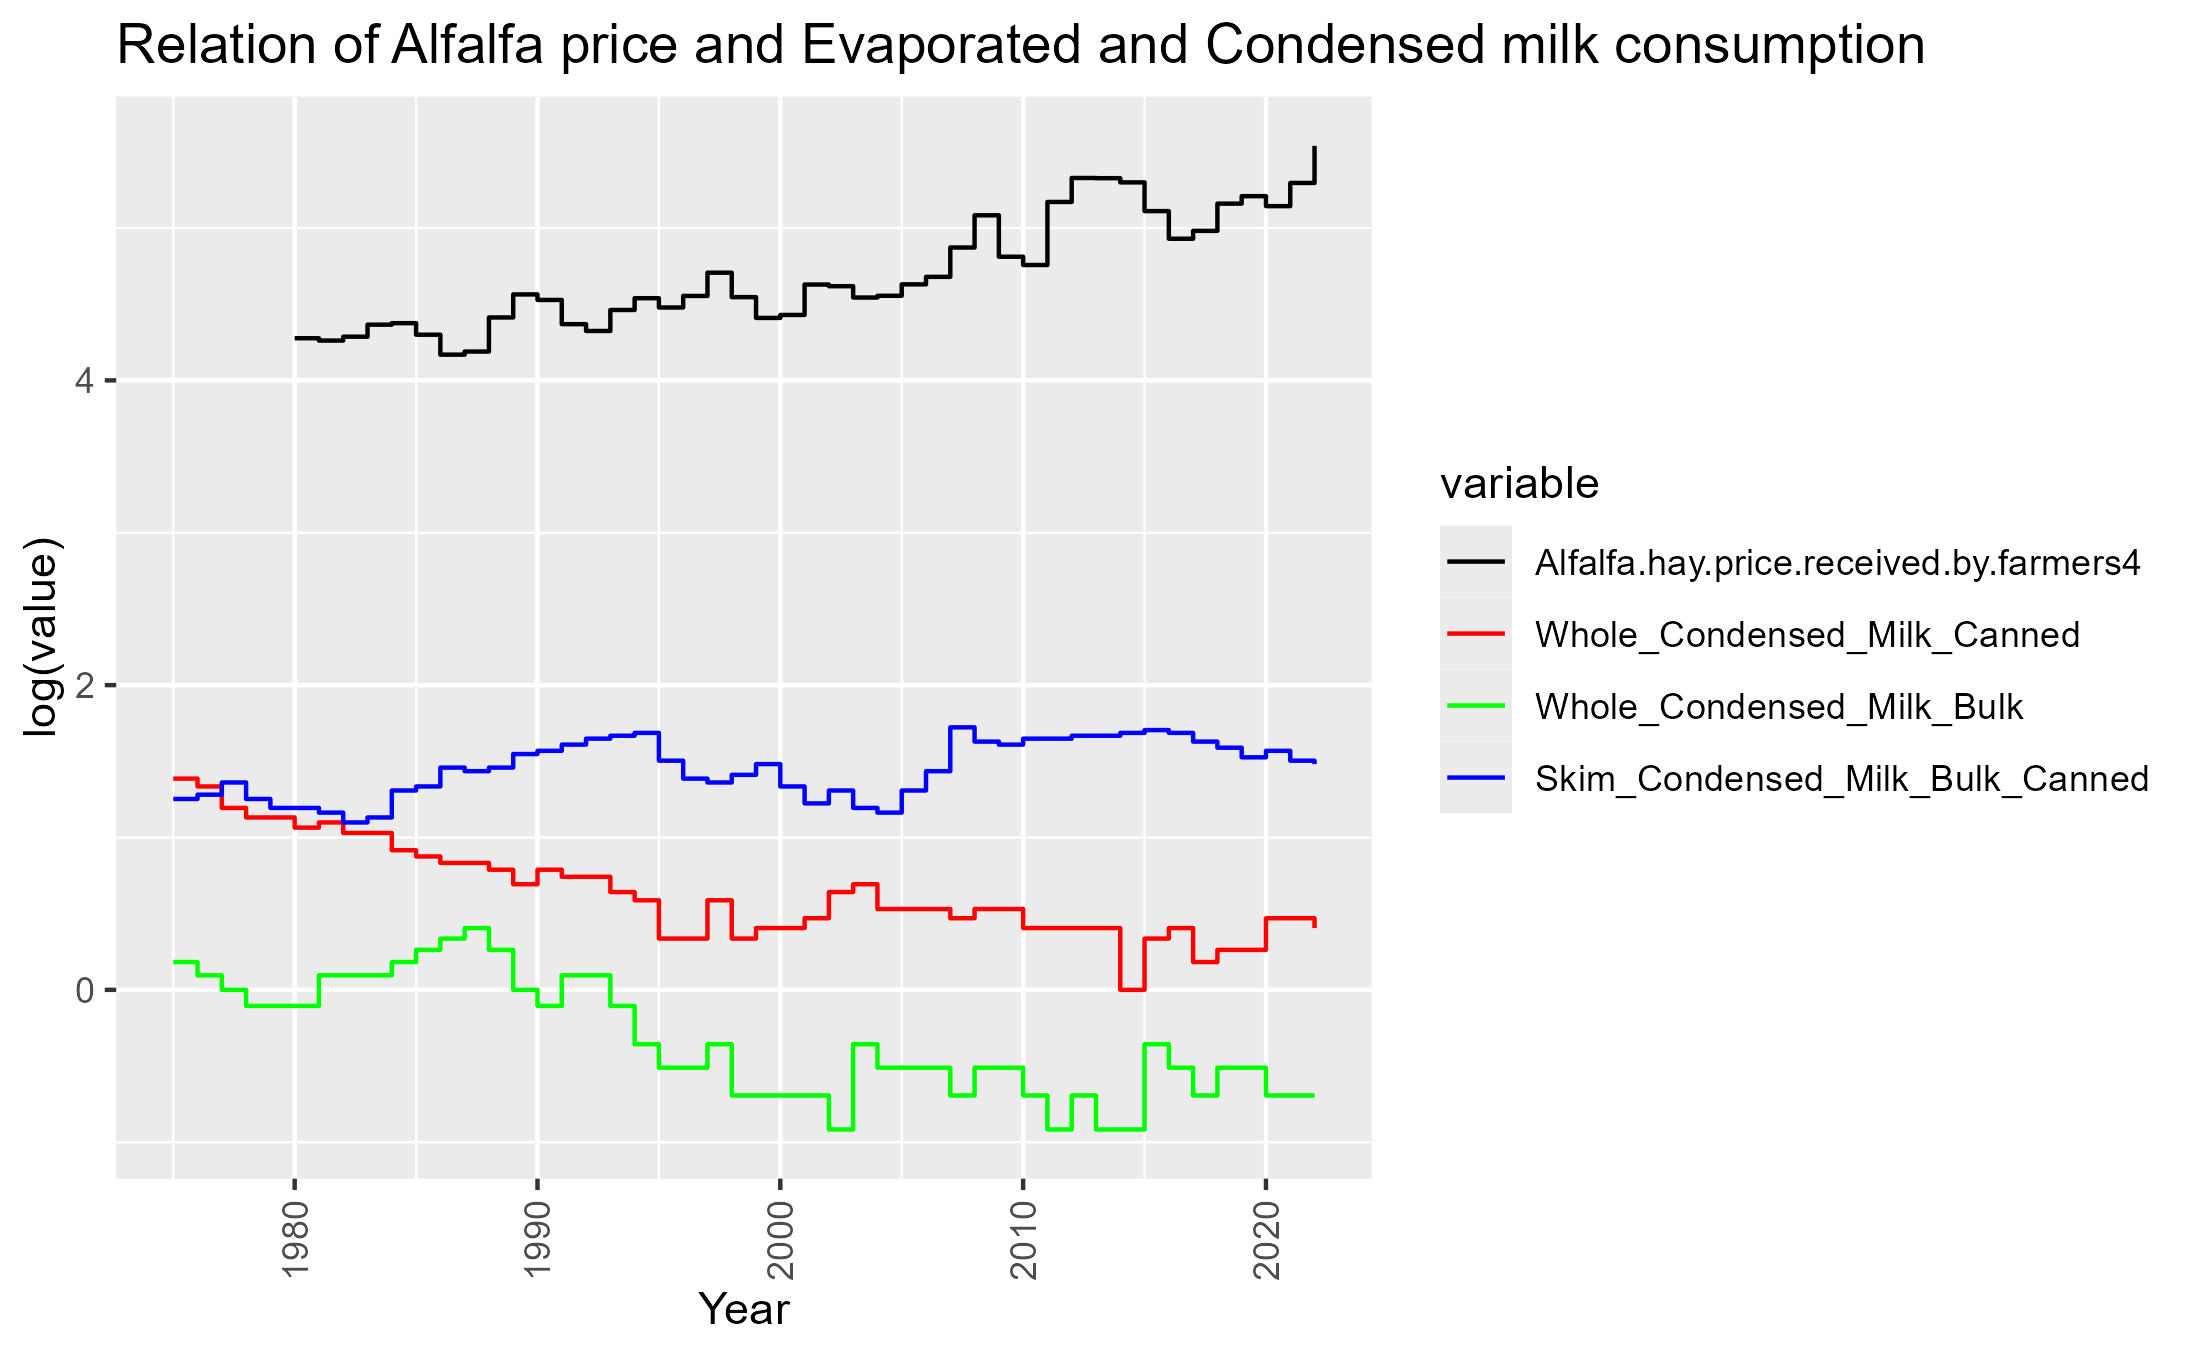 Relation of Alfalfa price and Evaporated and Condensed milk consumption
log(value)
4
2
0
1980
1990
2000
2010
2020
Year
variable
Alfalfa.hay.price.received.by.farmers4
Whole_Condensed_Milk_Canned
Whole_Condensed_Milk_Bulk
Skim_Condensed_Milk_Bulk_Canned